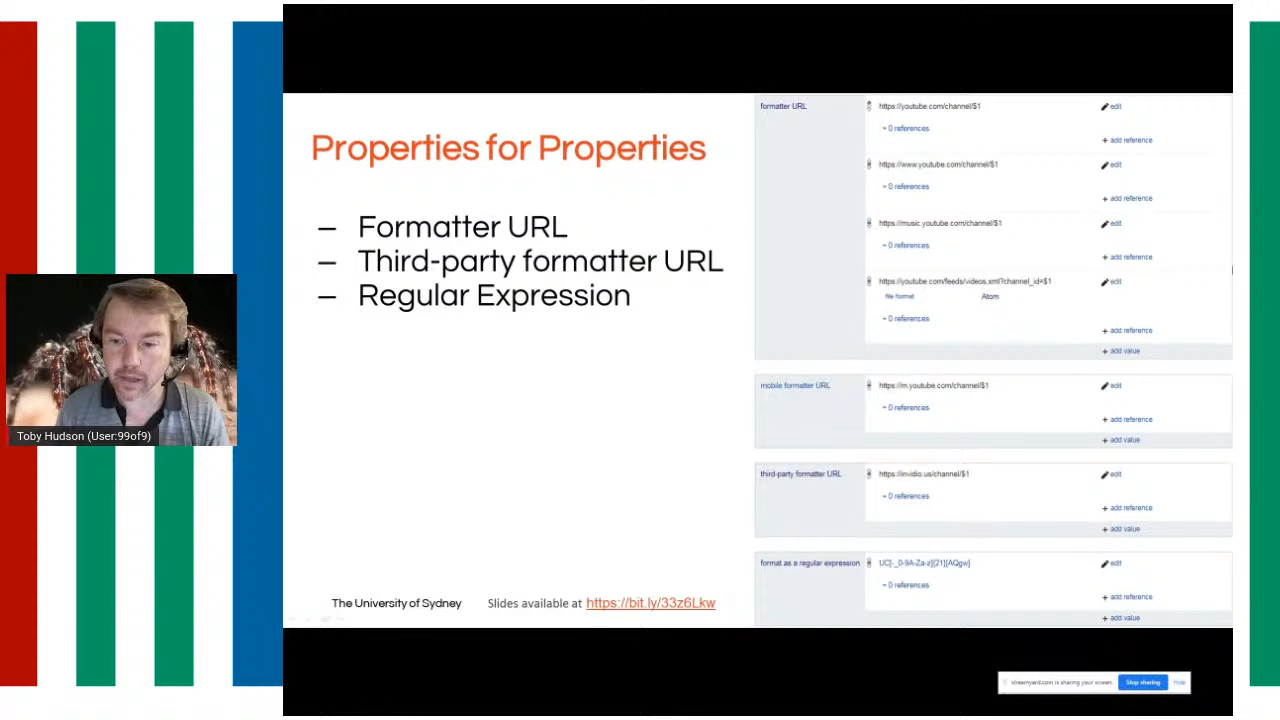 Properties for Properties
– Formatter URL
– Third-party formatter URL
– Regular Expression
The University of Sydney
Slides available at https://bit.ly/33z6Lkw
formatter URL
https://youtube.com/channel/$1
edit
0 references
+ add reference
https://www.youtube.com/channel/$1
edit
0 references
+ add reference
https://music.youtube.com/channel/$1
edit
0 references
+ add reference
https://youtube.com/feeds/videos.xml?channel_id=$1
edit
file format Atom
0 references
+ add reference
+ add value
mobile formatter URL
https://m.youtube.com/channel/$1
edit
0 references
+ add reference
+ add value
third-party formatter URL
https://invidio.us/channel/$1
edit
0 references
+ add reference
+ add value
format as a regular expression
UC[-_0-9A-Za-z]{21}[AQgw]
edit
0 references
+ add reference
+ add value
Toby Hudson (User:99of9)
streamyard.com is sharing your screen.
Stop sharing
Hide